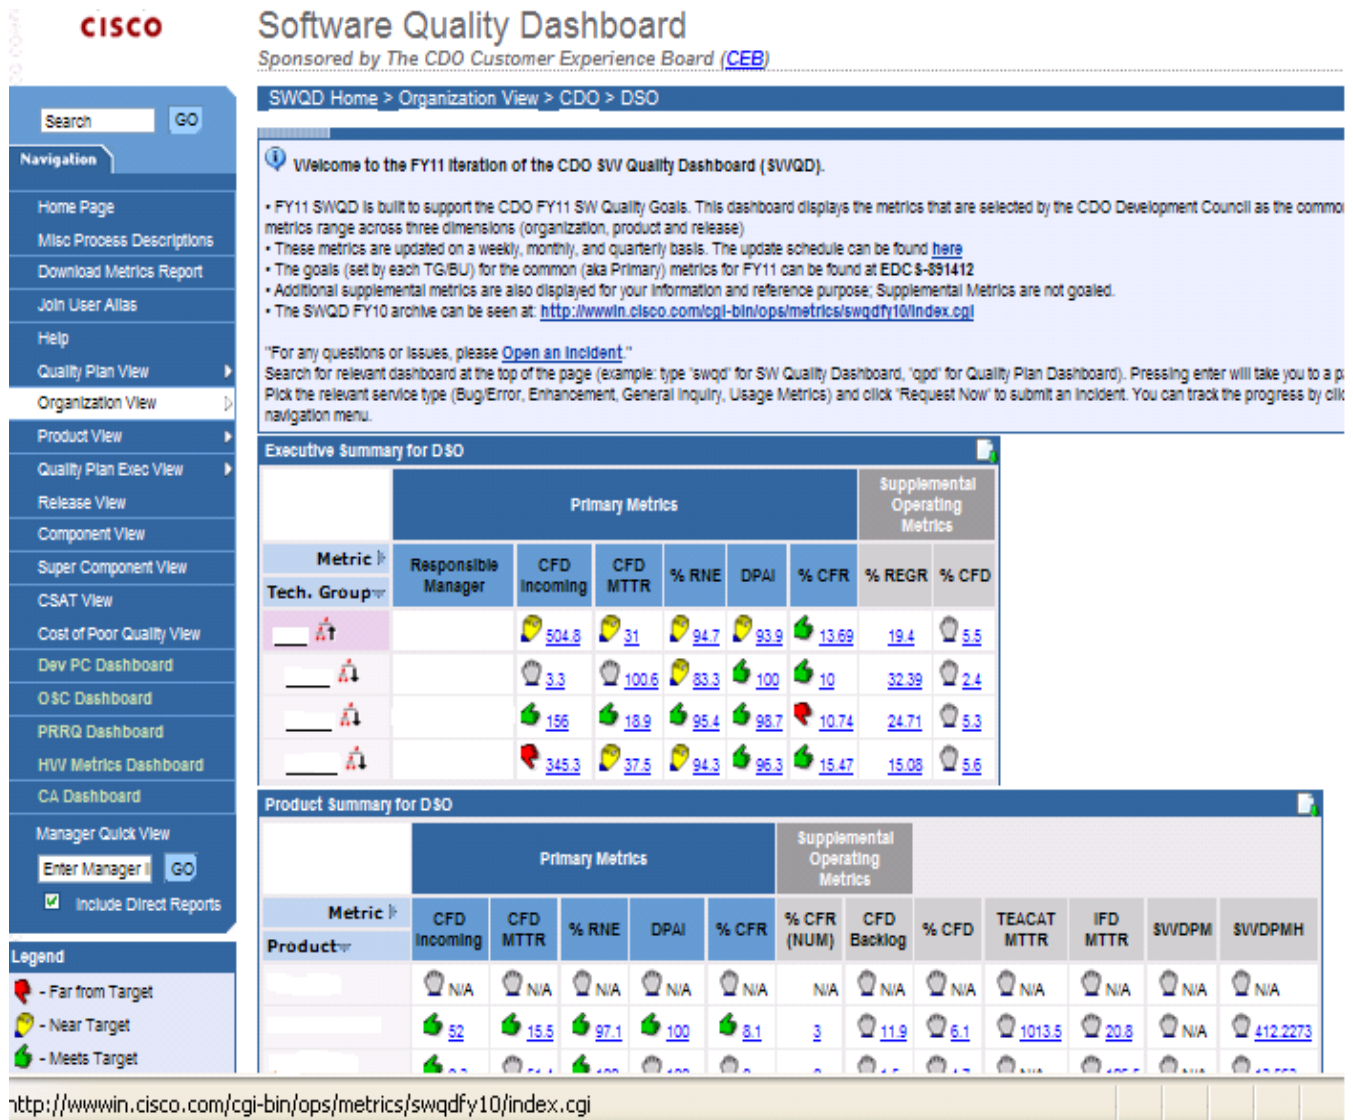 CISCO
Software Quality Dashboard
Sponsored by The CDO Customer Experience Board (CEB)
SWQD Home > Organization View > CDO > DSO
Search GO
Navigation
Home Page
Misc Process Descriptions
Download Metrics Report
Join User Alias
Help
Quality Plan View
Organization View
Product View
Quality Plan Exec View
Release View
Component View
Super Component View
CSAT View
Cost of Poor Quality View
Dev PC Dashboard
OSC Dashboard
PRRQ Dashboard
HW Metrics Dashboard
CA Dashboard
Manager Quick View
Enter Manager I GO
Include Direct Reports
Legend
- Far from Target
- Near Target
- Meets Target
Welcome to the FY11 Iteration of the CDO SW Quality Dashboard (SWQD).
• FY11 SWQD is built to support the CDO FY11 SW Quality Goals. This dashboard displays the metrics that are selected by the CDO Development Council as the commo
metrics range across three dimensions (organization, product and release)
• These metrics are updated on a weekly, monthly, and quarterly basis. The update schedule can be found here
• The goals (set by each TG/BU) for the common (aka Primary) metrics for FY11 can be found at EDCS-891412
• Additional supplemental metrics are also displayed for your information and reference purpose; Supplemental Metrics are not goaled.
• The SWQD FY10 archive can be seen at: http://wwwin.cisco.com/cgi-bin/ops/metrics/swqdfy10/index.cgi
"For any questions or issues, please Open an Incident."
Search for relevant dashboard at the top of the page (example: type 'swqd' for SW Quality Dashboard, 'qpd' for Quality Plan Dashboard). Pressing enter will take you to a p
Pick the relevant service type (Bug/Error, Enhancement, General Inquiry, Usage Metrics) and click 'Request Now' to submit an incident. You can track the progress by clic
navigation menu.
Executive Summary for DSO
Primary Metrics
Supplemental
Operating
Metrics
Metric
Tech. Group
Responsible Manager
CFD Incoming
CFD MTTR
% RNE
DPAI
% CFR
% REGR
% CFD
504.8 31 94.7 93.9 13.69 19.4 5.5
3.3 100.6 83.3 100 10 32.39 2.4
156 18.9 95.4 98.7 10.74 24.71 5.3
345.3 37.5 94.3 96.3 15.47 15.08 5.6
Product Summary for DSO
Primary Metrics
Supplemental
Operating
Metrics
Metric
Product
CFD Incoming
CFD MTTR
% RNE
DPAI
% CFR
% CFR (NUM)
CFD Backlog
% CFD
TEACAT MTTR
IFD MTTR
SWDPM
SWDPMH
N/A N/A N/A N/A N/A N/A N/A N/A N/A N/A N/A N/A
52 15.5 97.1 100 8.1 3 11.9 6.1 1013.5 20.8 N/A 412.2273
http://wwwin.cisco.com/cgi-bin/ops/metrics/swqdfy10/index.cgi